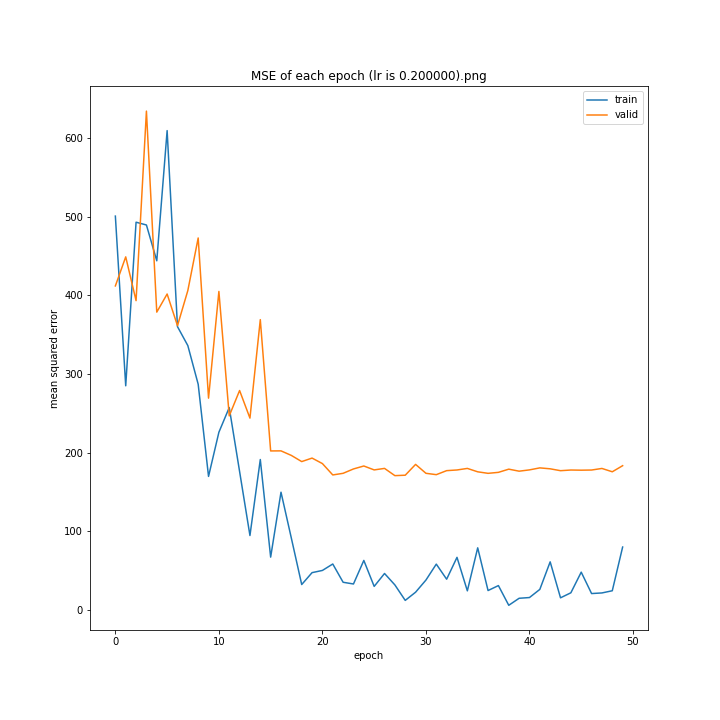 MSE of each epoch (lr is 0.200000).png
train
valid
600
500
400
300
200
100
0
mean squared error
0 10 20 30 40 50
epoch